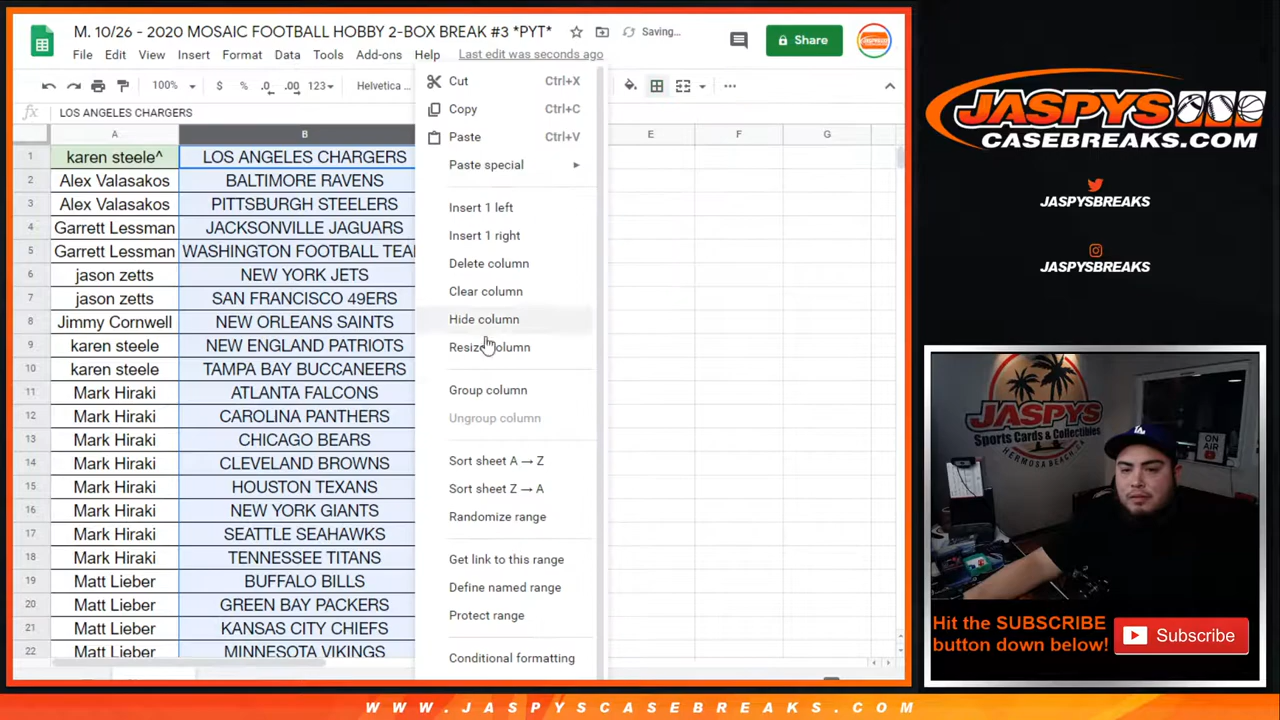 M. 10/26 - 2020 MOSAIC FOOTBALL HOBBY 2-BOX BREAK #3 *PYT*
Saving...
Share
File Edit View Insert Format Data Tools Add-ons Help Last edit was seconds ago
100% $ % .0 .00 123 Helvetica ...
fx LOS ANGELES CHARGERS
A B E F G
1 karen steele^ LOS ANGELES CHARGERS
2 Alex Valasakos BALTIMORE RAVENS
3 Alex Valasakos PITTSBURGH STEELERS
4 Garrett Lessman JACKSONVILLE JAGUARS
5 Garrett Lessman WASHINGTON FOOTBALL TEAM
6 jason zetts NEW YORK JETS
7 jason zetts SAN FRANCISCO 49ERS
8 Jimmy Cornwell NEW ORLEANS SAINTS
9 karen steele NEW ENGLAND PATRIOTS
10 karen steele TAMPA BAY BUCCANEERS
11 Mark Hiraki ATLANTA FALCONS
12 Mark Hiraki CAROLINA PANTHERS
13 Mark Hiraki CHICAGO BEARS
14 Mark Hiraki CLEVELAND BROWNS
15 Mark Hiraki HOUSTON TEXANS
16 Mark Hiraki NEW YORK GIANTS
17 Mark Hiraki SEATTLE SEAHAWKS
18 Mark Hiraki TENNESSEE TITANS
19 Matt Lieber BUFFALO BILLS
20 Matt Lieber GREEN BAY PACKERS
21 Matt Lieber KANSAS CITY CHIEFS
22 Matt Lieber MINNESOTA VIKINGS
Cut Ctrl+X
Copy Ctrl+C
Paste Ctrl+V
Paste special
Insert 1 left
Insert 1 right
Delete column
Clear column
Hide column
Resize column
Group column
Ungroup column
Sort sheet A → Z
Sort sheet Z → A
Randomize range
Get link to this range
Define named range
Protect range
Conditional formatting
JASPYS
CASEBREAKS.COM
JASPYSBREAKS
JASPYSBREAKS
JASPYS
Sports Cards & Collectibles
HERMOSA BEACH, CA
ON AIR
LA
Hit the SUBSCRIBE
button down below!
Subscribe
WWW.JASPYSCASEBREAKS.COM